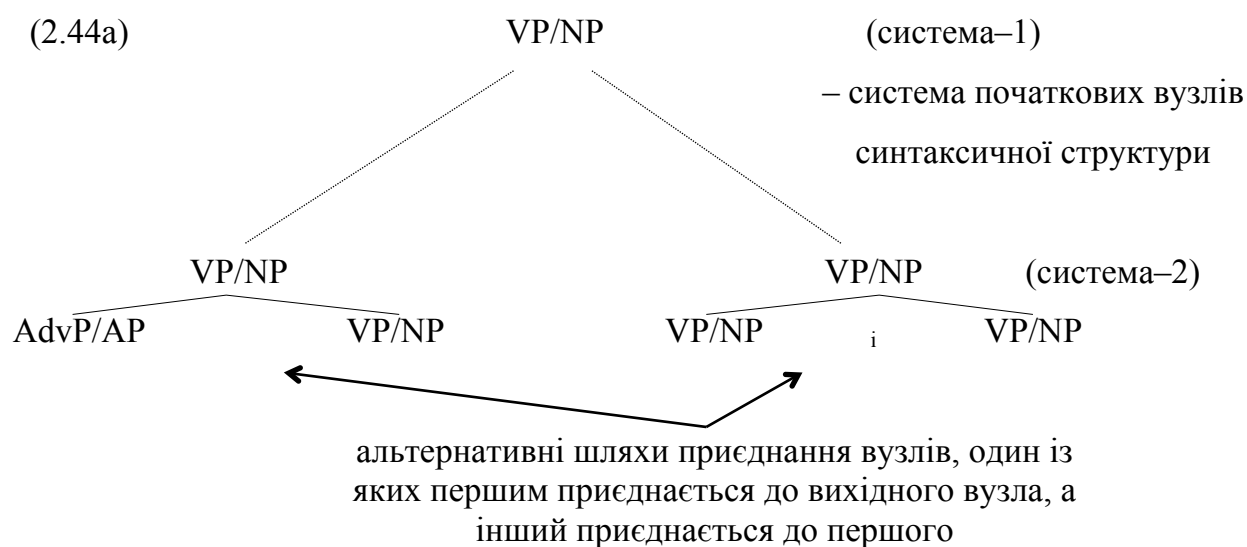 (2.44а) VP/NP (система–1)
– система початкових вузлів
синтаксичної структури
VP/NP VP/NP (система–2)
AdvP/AP VP/NP VP/NP і VP/NP
альтернативні шляхи приєднання вузлів, один із
яких першим приєднається до вихідного вузла, а
інший приєднається до першого